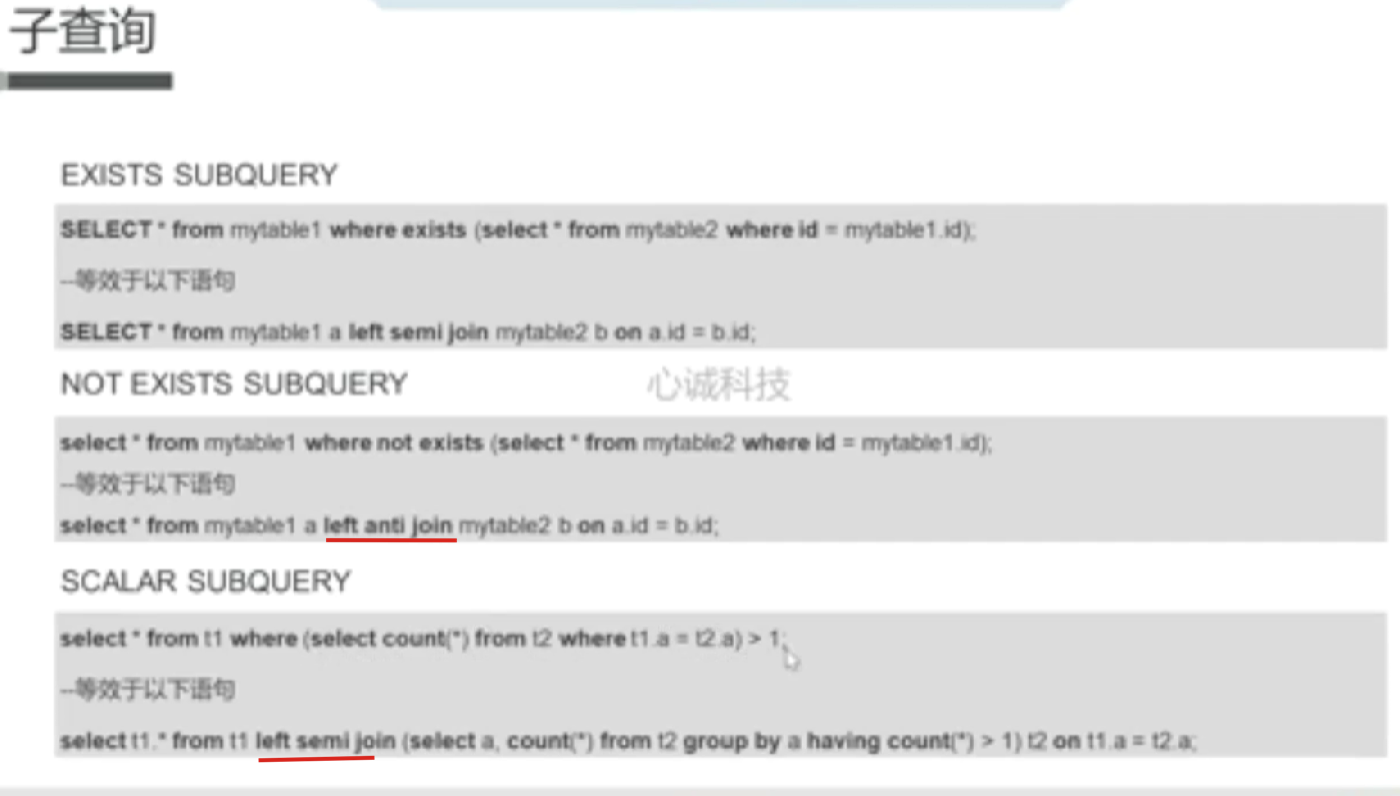 子查询
EXISTS SUBQUERY
SELECT * from mytable1 where exists (select * from mytable2 where id = mytable1.id);
--等效于以下语句
SELECT * from mytable1 a left semi join mytable2 b on a.id = b.id;
NOT EXISTS SUBQUERY
心诚科技
select * from mytable1 where not exists (select * from mytable2 where id = mytable1.id);
--等效于以下语句
select * from mytable1 a left anti join mytable2 b on a.id = b.id;
SCALAR SUBQUERY
select * from t1 where (select count(*) from t2 where t1.a = t2.a) > 1;
--等效于以下语句
select t1.* from t1 left semi join (select a, count(*) from t2 group by a having count(*) > 1) t2 on t1.a = t2.a;